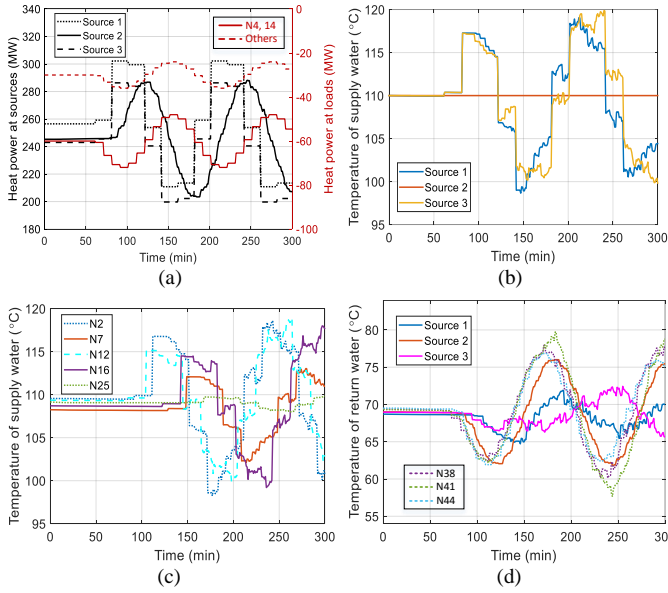 340
320
300
280
260
240
220
200
180
0
50
100
150
200
250
300
0
-20
-40
-60
-80
-100
Heat power at sources (MW)
Heat power at loads (MW)
Time (min)
Source 1
Source 2
Source 3
N4, 14
Others
(a)
120
115
110
105
100
95
0
50
100
150
200
250
300
Temperature of supply water (°C)
Time (min)
Source 1
Source 2
Source 3
(b)
120
115
110
105
100
95
0
50
100
150
200
250
300
Temperature of supply water (°C)
Time (min)
N2
N7
N12
N16
N25
(c)
80
75
70
65
60
55
0
50
100
150
200
250
300
Temperature of return water (°C)
Time (min)
Source 1
Source 2
Source 3
N38
N41
N44
(d)